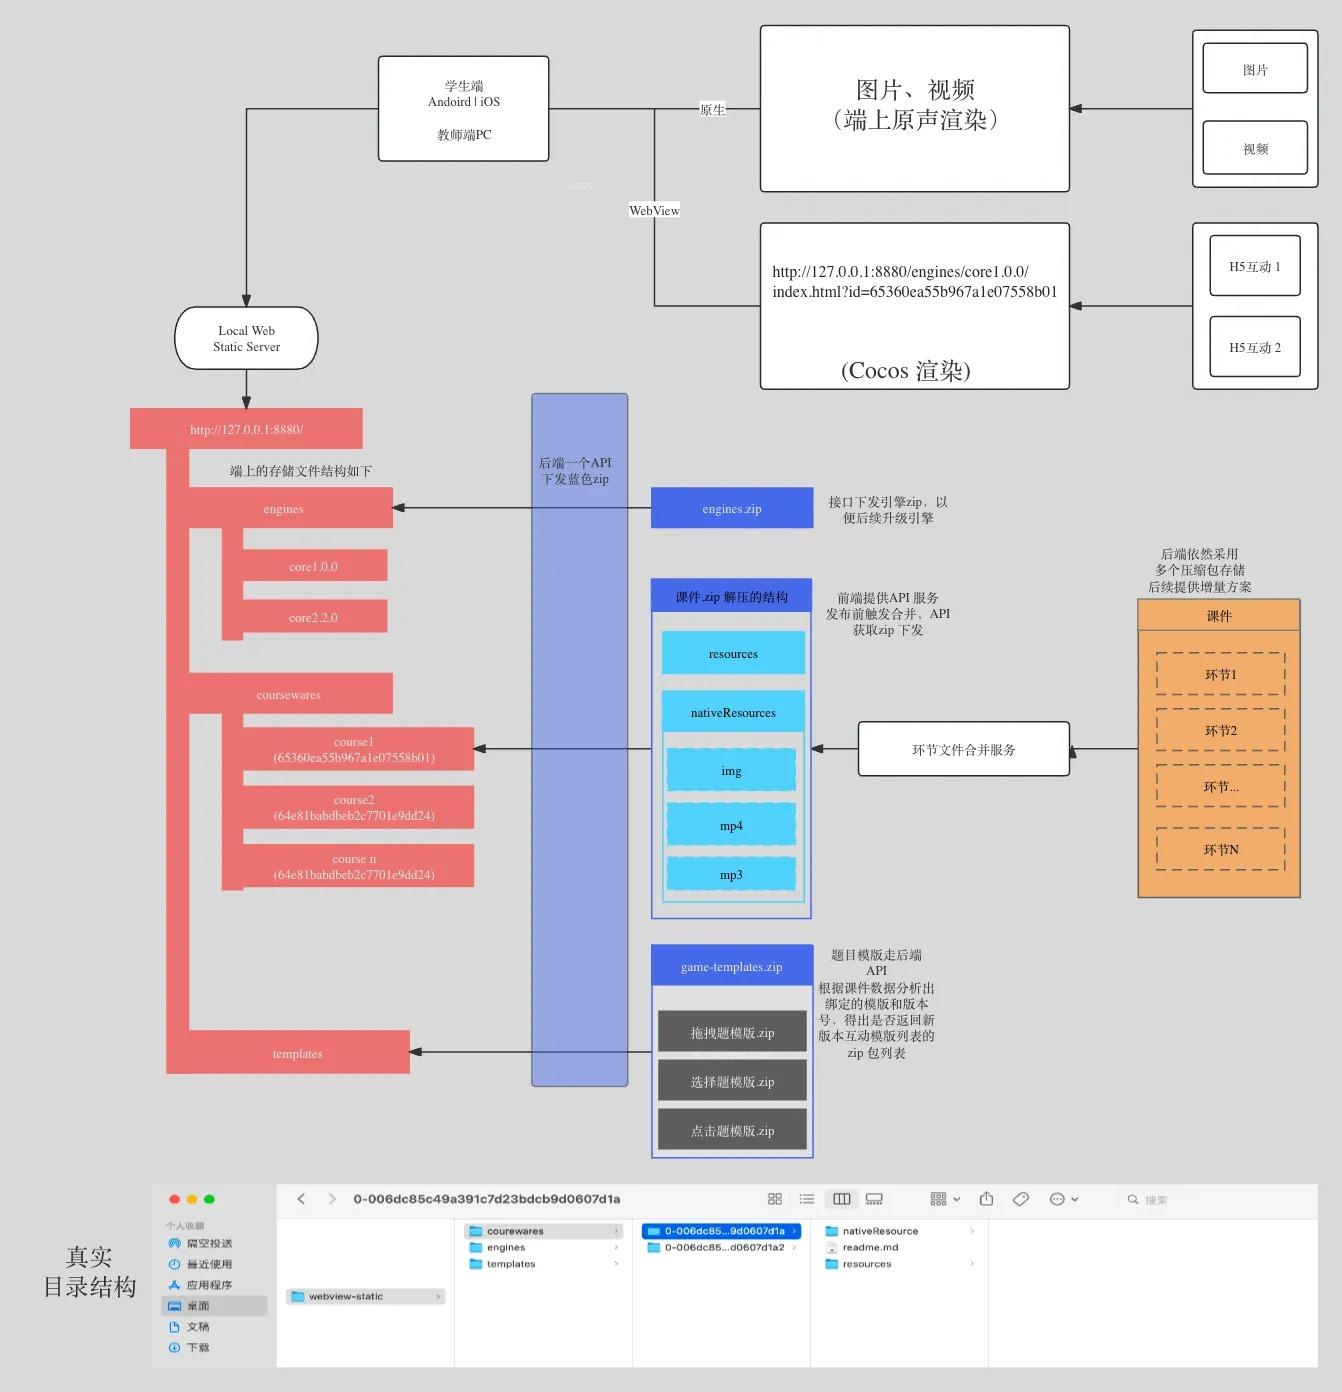 学生端
Andoird | iOS
教师端PC
原生
图片、视频
（端上原声渲染）
图片
视频
WebView
http://127.0.0.1:8880/engines/core1.0.0/
index.html?id=65360ea55b967a1e07558b01
(Cocos 渲染)
H5互动 1
H5互动 2
Local Web
Static Server
http://127.0.0.1:8880/
端上的存储文件结构如下
engines
core1.0.0
core2.2.0
coursewares
course1
(65360ea55b967a1e07558b01)
course2
(64e81babdbeb2c7701e9dd24)
course n
(64e81babdbeb2c7701e9dd24)
templates
后端一个API
下发蓝色zip
engines.zip
接口下发引擎zip，以
便后续升级引擎
课件.zip 解压的结构
resources
nativeResources
img
mp4
mp3
前端提供API 服务
发布前触发合并，API
获取zip 下发
环节文件合并服务
后端依然采用
多个压缩包存储
后续提供增量方案
课件
环节1
环节2
环节...
环节N
game-templates.zip
拖拽题模版.zip
选择题模版.zip
点击题模版.zip
题目模版走后端
API
根据课件数据分析出
绑定的模版和版本
号，得出是否返回新
版本互动模版列表的
zip 包列表
真实
目录结构
0-006dc85c49a391c7d23bdcb9d0607d1a
搜索
个人收藏
隔空投送
最近使用
应用程序
桌面
文稿
下载
webview-static
courewares
engines
templates
0-006dc85...9d0607d1a
0-006dc85...d0607d1a2
nativeResource
readme.md
resources